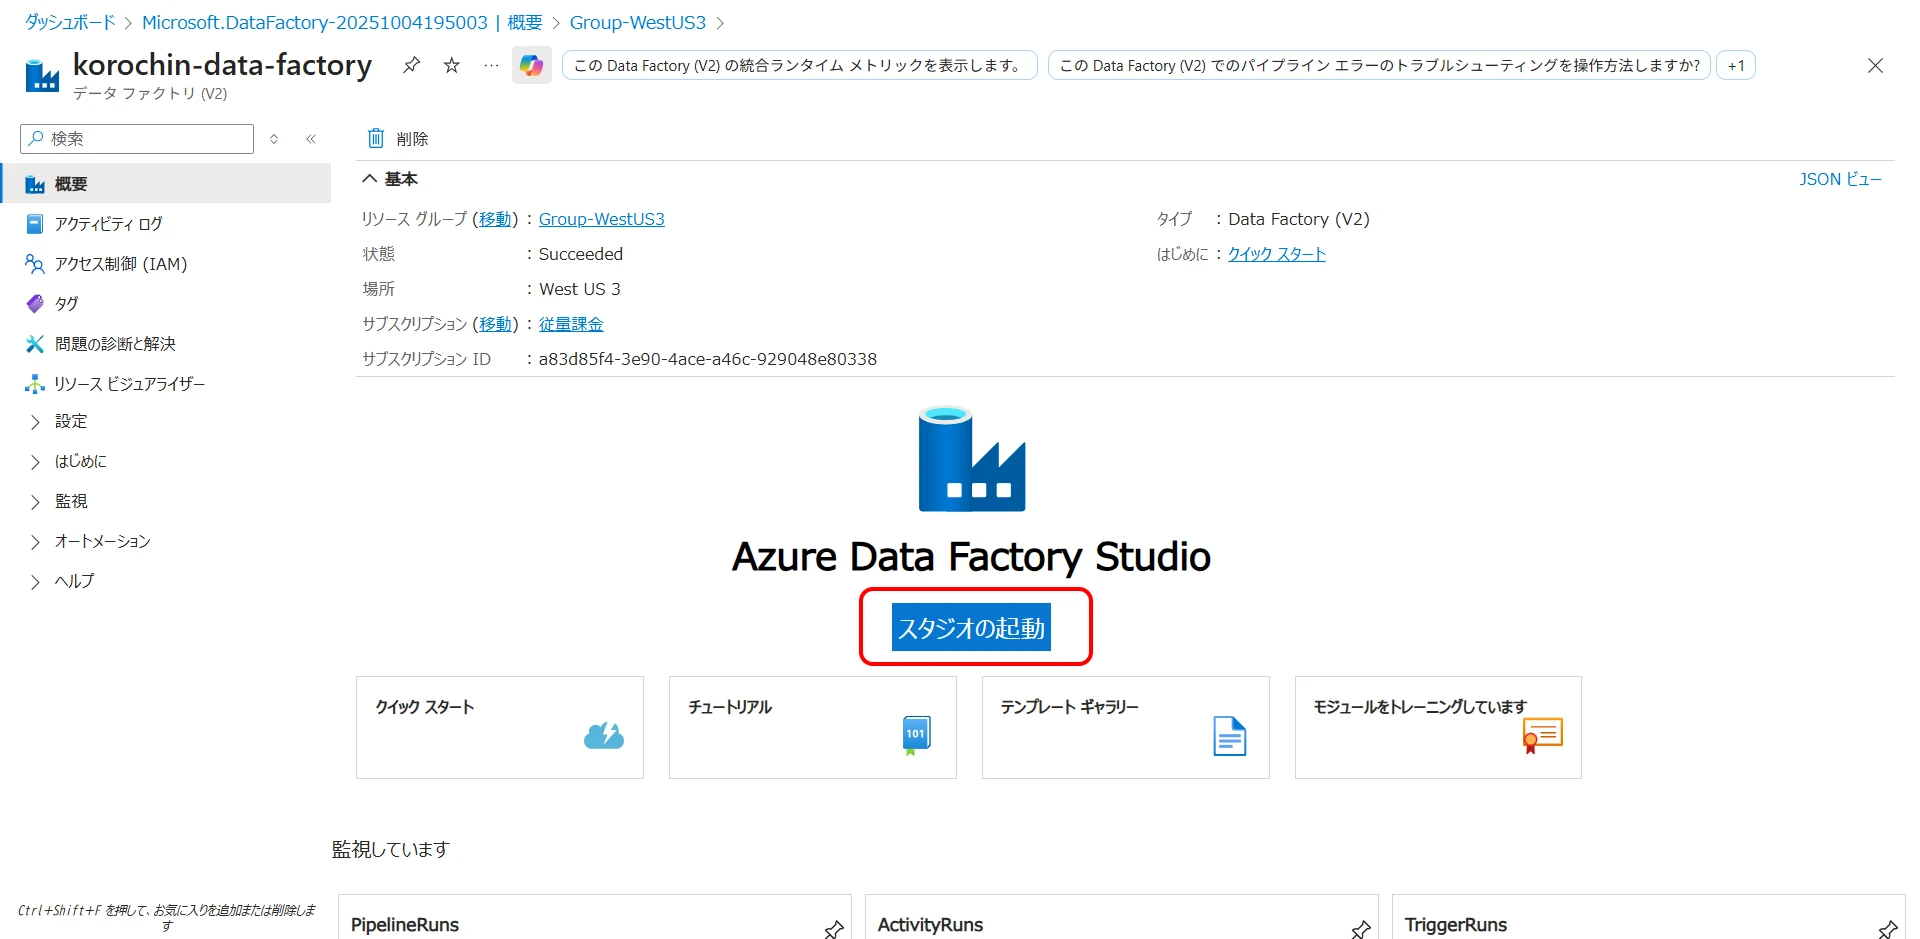 ダッシュボード > Microsoft.DataFactory-20251004195003 | 概要 > Group-WestUS3 >
korochin-data-factory
データ ファクトリ (V2)
この Data Factory (V2) の統合ランタイム メトリックを表示します。
この Data Factory (V2) でのパイプライン エラーのトラブルシューティングを操作方法しますか?
+1
検索
削除
概要
アクティビティ ログ
アクセス制御 (IAM)
タグ
問題の診断と解決
リソース ビジュアライザー
設定
はじめに
監視
オートメーション
ヘルプ
基本
JSON ビュー
リソース グループ (移動) : Group-WestUS3
状態 : Succeeded
場所 : West US 3
サブスクリプション (移動) : 従量課金
サブスクリプション ID : a83d85f4-3e90-4ace-a46c-929048e80338
タイプ : Data Factory (V2)
はじめに : クイック スタート
Azure Data Factory Studio
スタジオの起動
クイック スタート
チュートリアル
101
テンプレート ギャラリー
モジュールをトレーニングしています
監視しています
Ctrl+Shift+F を押して、お気に入りを追加または削除しま
す
PipelineRuns
ActivityRuns
TriggerRuns